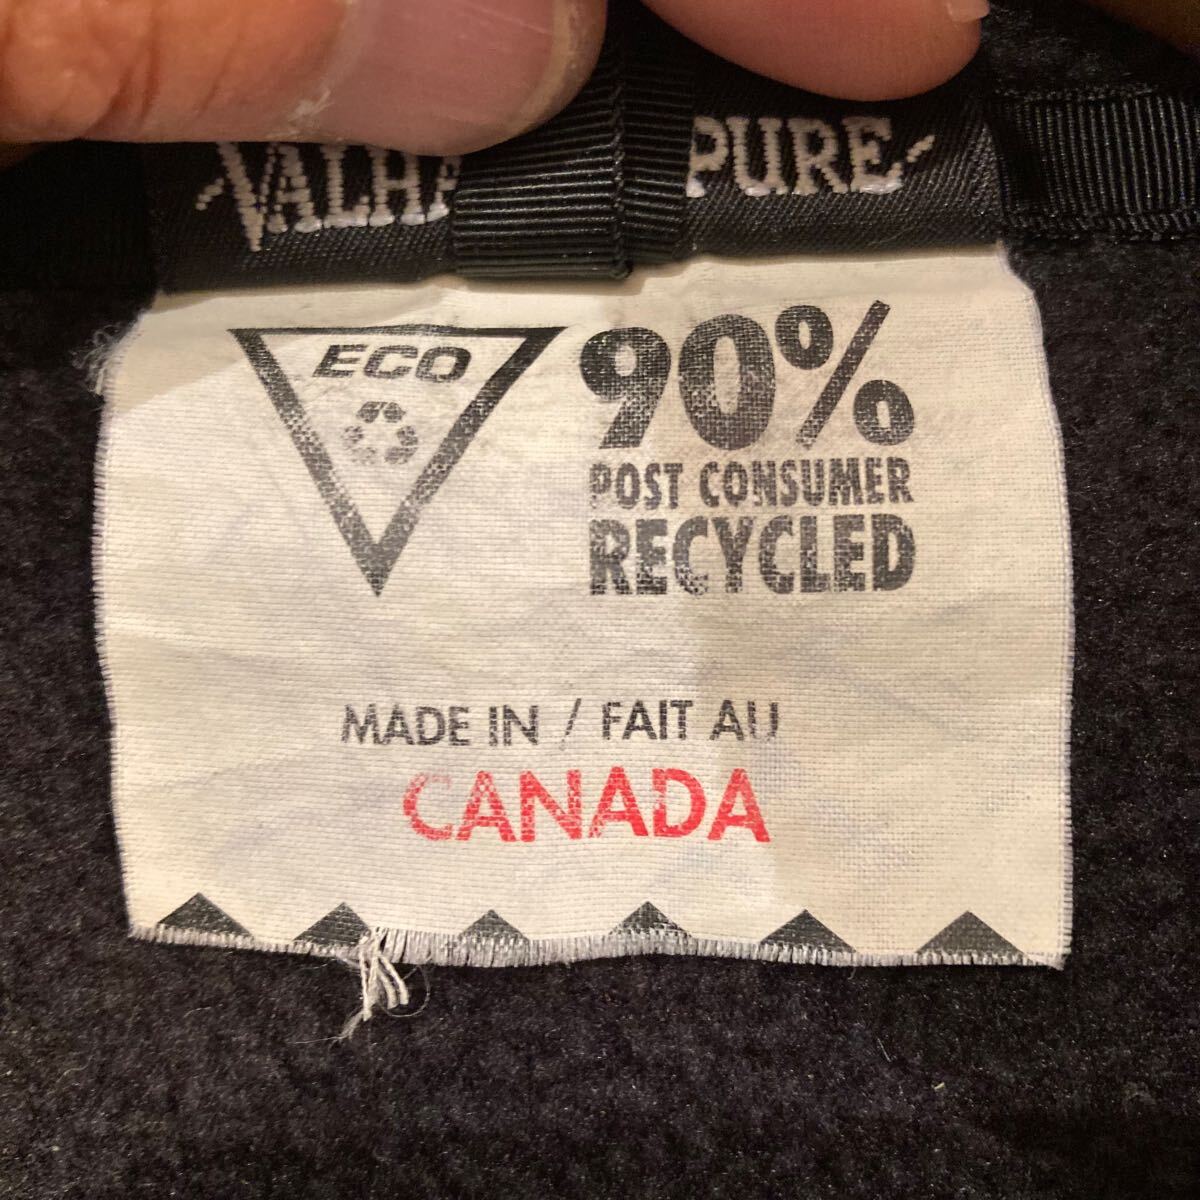 PURE
ECO
90%
POST CONSUMER
RECYCLED
MADE IN / FAIT AU
CANADA